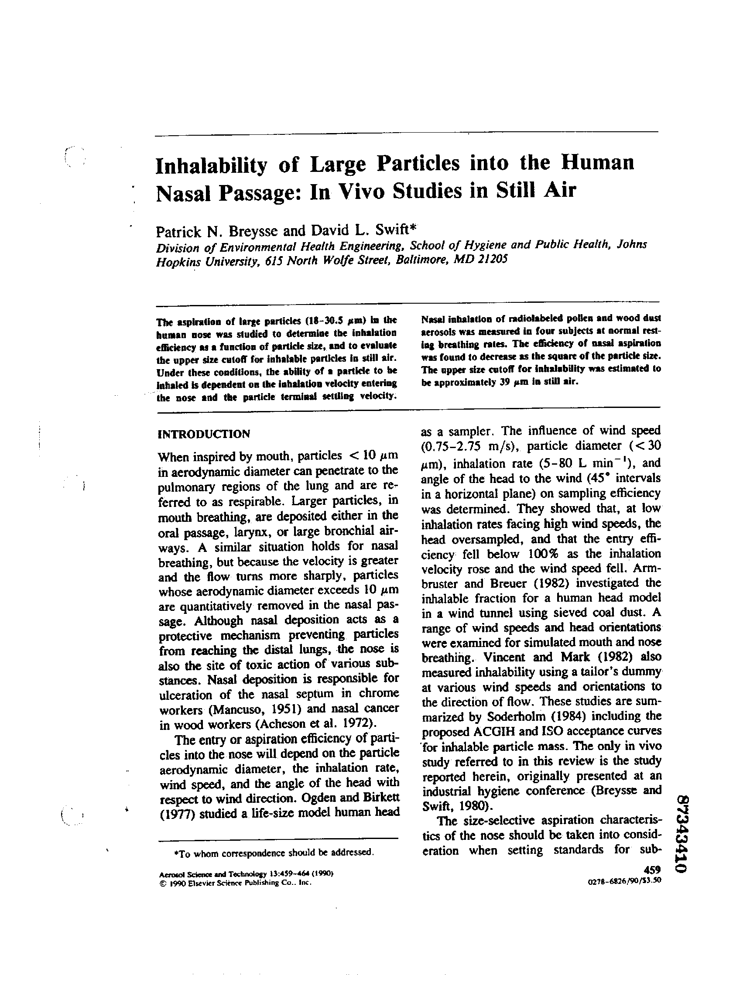 Inhalability of Large Particles into the Human
Nasal Passage: In Vivo Studies in Still Air
Patrick N. Breysse and David L. Swift*
Division of Environmental Health Engineering, School of Hygiene and Public Health, Johns
Hopkins University, 615 North Wolfe Street, Baltimore, MD 21205
The aspiration of large particles (18-30.5 μm) in the
human nose was studied to determine the inhalation
efficiency as a function of particle size, and to evaluate
the upper size cutoff for inhalable particles in still air.
Under these conditions, the ability of a particle to be
inhaled is dependent on the inhalation velocity entering
the nose and the particle terminal settling velocity.
Nasal inhalation of radiolabeled pollen and wood dust
aerosols was measured in four subjects at normal rest-
ing breathing rates. The efficiency of nasal aspiration
was found to decrease as the square of the particle size.
The upper size cutoff for inhalability was estimated to
be approximately 39 μm in still air.
INTRODUCTION
When inspired by mouth, particles < 10 μm
in aerodynamic diameter can penetrate to the
pulmonary regions of the lung and are re-
ferred to as respirable. Larger particles, in
mouth breathing, are deposited either in the
oral passage, larynx, or large bronchial air-
ways. A similar situation holds for nasal
breathing, but because the velocity is greater
and the flow turns more sharply, particles
whose aerodynamic diameter exceeds 10 μm
are quantitatively removed in the nasal pas-
sage. Although nasal deposition acts as a
protective mechanism preventing particles
from reaching the distal lungs, the nose is
also the site of toxic action of various sub-
stances. Nasal deposition is responsible for
ulceration of the nasal septum in chrome
workers (Mancuso, 1951) and nasal cancer
in wood workers (Acheson et al. 1972).
The entry or aspiration efficiency of parti-
cles into the nose will depend on the particle
aerodynamic diameter, the inhalation rate,
wind speed, and the angle of the head with
respect to wind direction. Ogden and Birkett
(1977) studied a life-size model human head
as a sampler. The influence of wind speed
(0.75-2.75 m/s), particle diameter (< 30
μm), inhalation rate (5-80 L min⁻¹), and
angle of the head to the wind (45° intervals
in a horizontal plane) on sampling efficiency
was determined. They showed that, at low
inhalation rates facing high wind speeds, the
head oversampled, and that the entry effi-
ciency fell below 100% as the inhalation
velocity rose and the wind speed fell. Arm-
bruster and Breuer (1982) investigated the
inhalable fraction for a human head model
in a wind tunnel using sieved coal dust. A
range of wind speeds and head orientations
were examined for simulated mouth and nose
breathing. Vincent and Mark (1982) also
measured inhalability using a tailor's dummy
at various wind speeds and orientations to
the direction of flow. These studies are sum-
marized by Soderholm (1984) including the
proposed ACGIH and ISO acceptance curves
for inhalable particle mass. The only in vivo
study referred to in this review is the study
reported herein, originally presented at an
industrial hygiene conference (Breysse and
Swift, 1980).
The size-selective aspiration characteris-
tics of the nose should be taken into consid-
eration when setting standards for sub-
*To whom correspondence should be addressed.
Aerosol Science and Technology 13:459-464 (1990)
© 1990 Elsevier Science Publishing Co., Inc.
459
0278-6826/90/$3.50
87343410